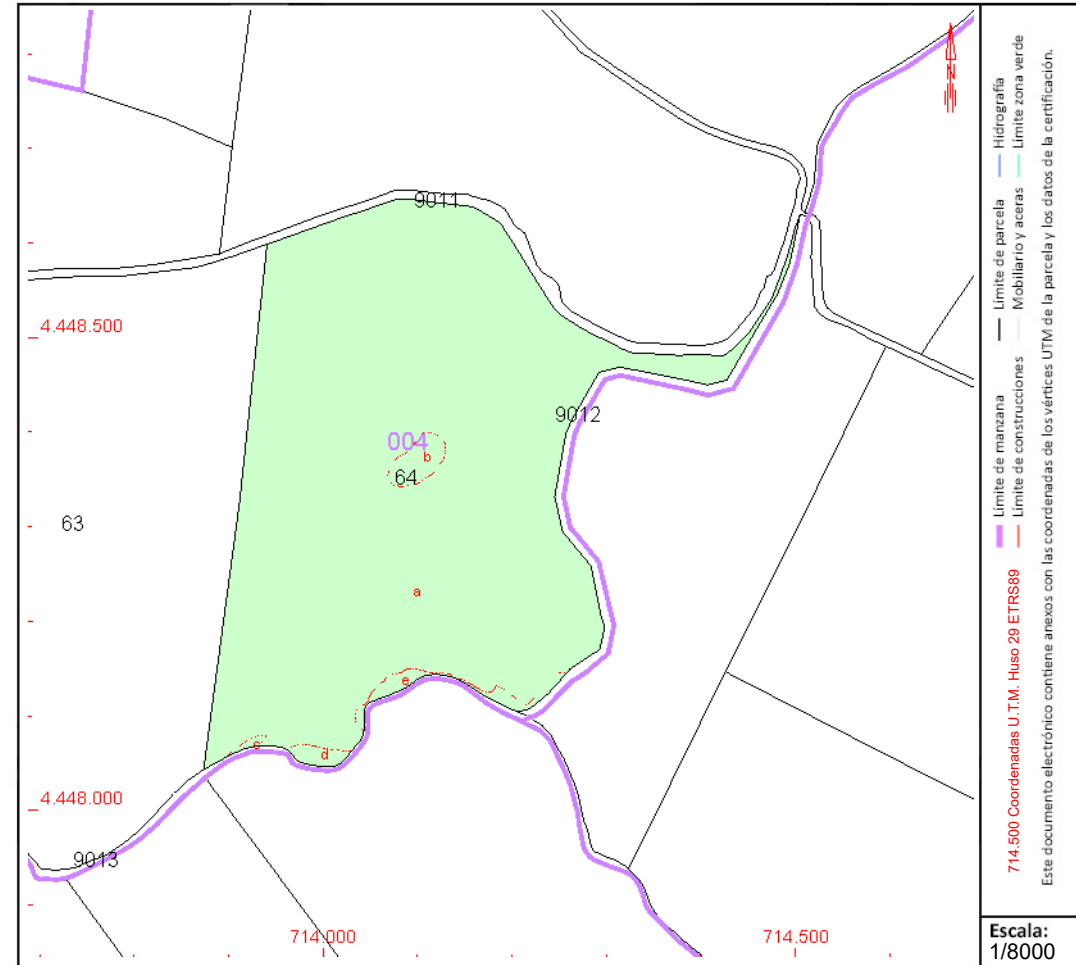 9011
4.448.500
9012
004
b
64
63
a
e
c
d
4.448.000
9013
714.000
714.500
N
Límite de manzana
Límite de parcela
Hidrografía
Límite de construcciones
Mobiliario y aceras
Límite zona verde
714.500 Coordenadas U.T.M. Huso 29 ETRS89
Este documento electrónico contiene anexos con las coordenadas de los vértices UTM de la parcela y los datos de la certificación.
Escala:
1/8000